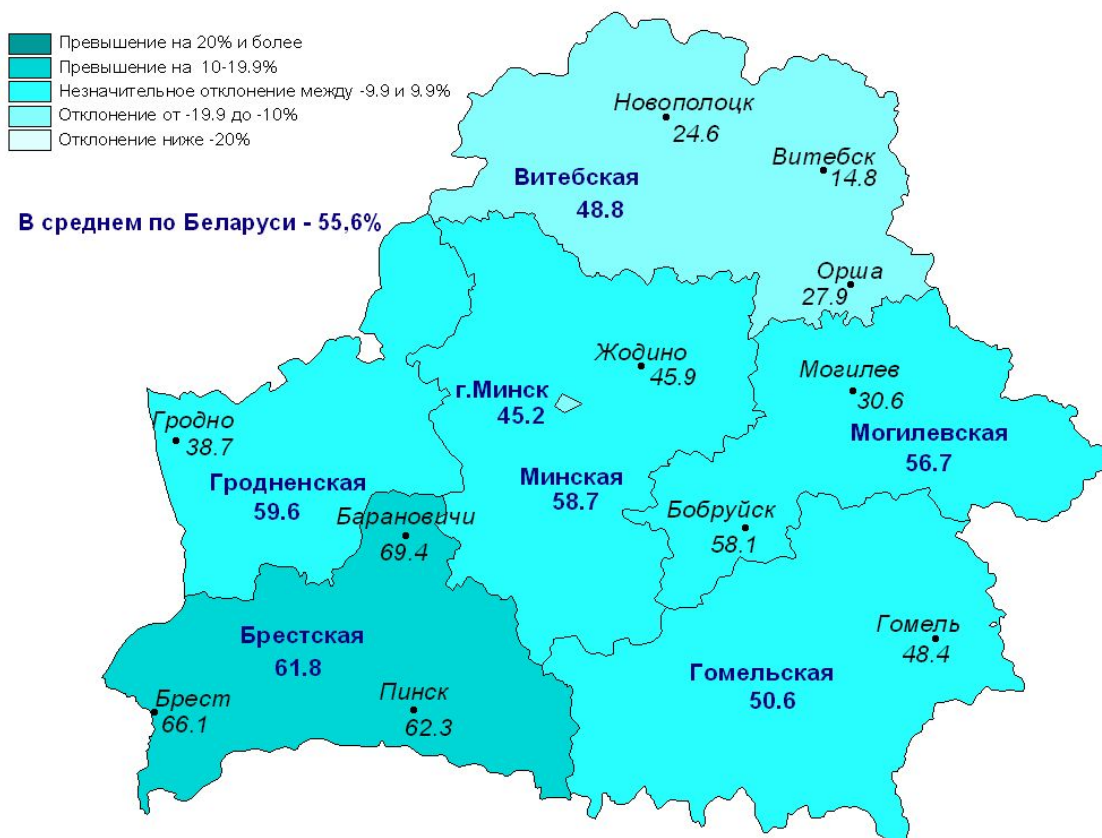 Превышение на 20% и более
Превышение на 10-19.9%
Незначительное отклонение между -9.9 и 9.9%
Отклонение от -19.9 до -10%
Отклонение ниже -20%
В среднем по Беларуси - 55,6%
Новополоцк
24.6
Витебск
14.8
Витебская
48.8
Орша
27.9
Жодино
45.9
г.Минск
45.2
Могилев
30.6
Могилевская
56.7
Гродно
38.7
Гродненская
59.6
Минская
58.7
Барановичи
69.4
Бобруйск
58.1
Брестская
61.8
Гомель
48.4
Гомельская
50.6
Брест
66.1
Пинск
62.3